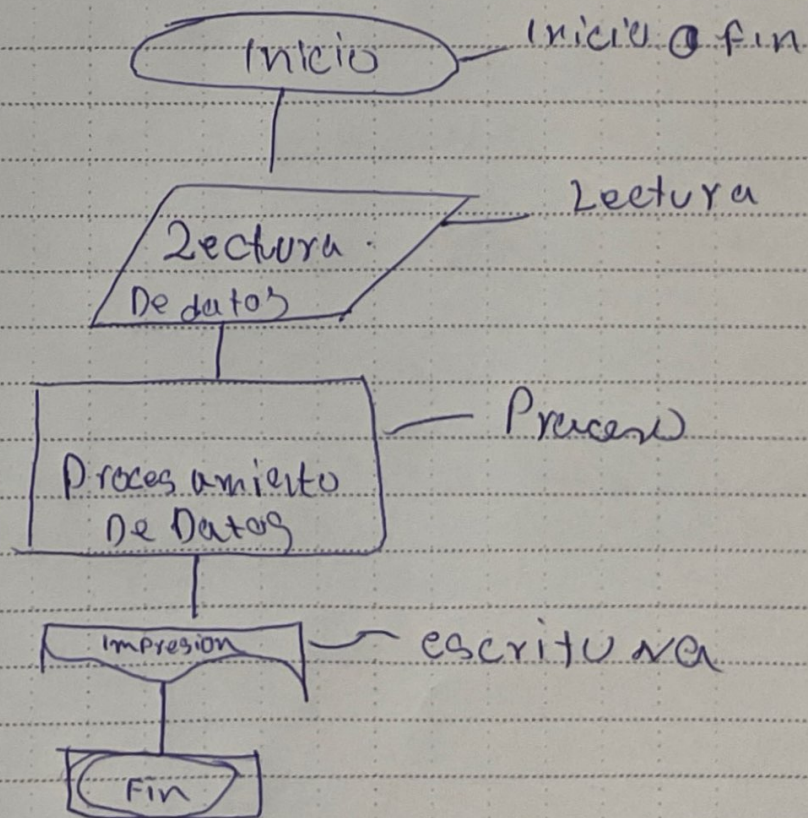 Inicio
Inicio o fin
Lectura
De datos
Lectura
Procesamiento
De Datos
Proceso
Impresion
escritura
Fin